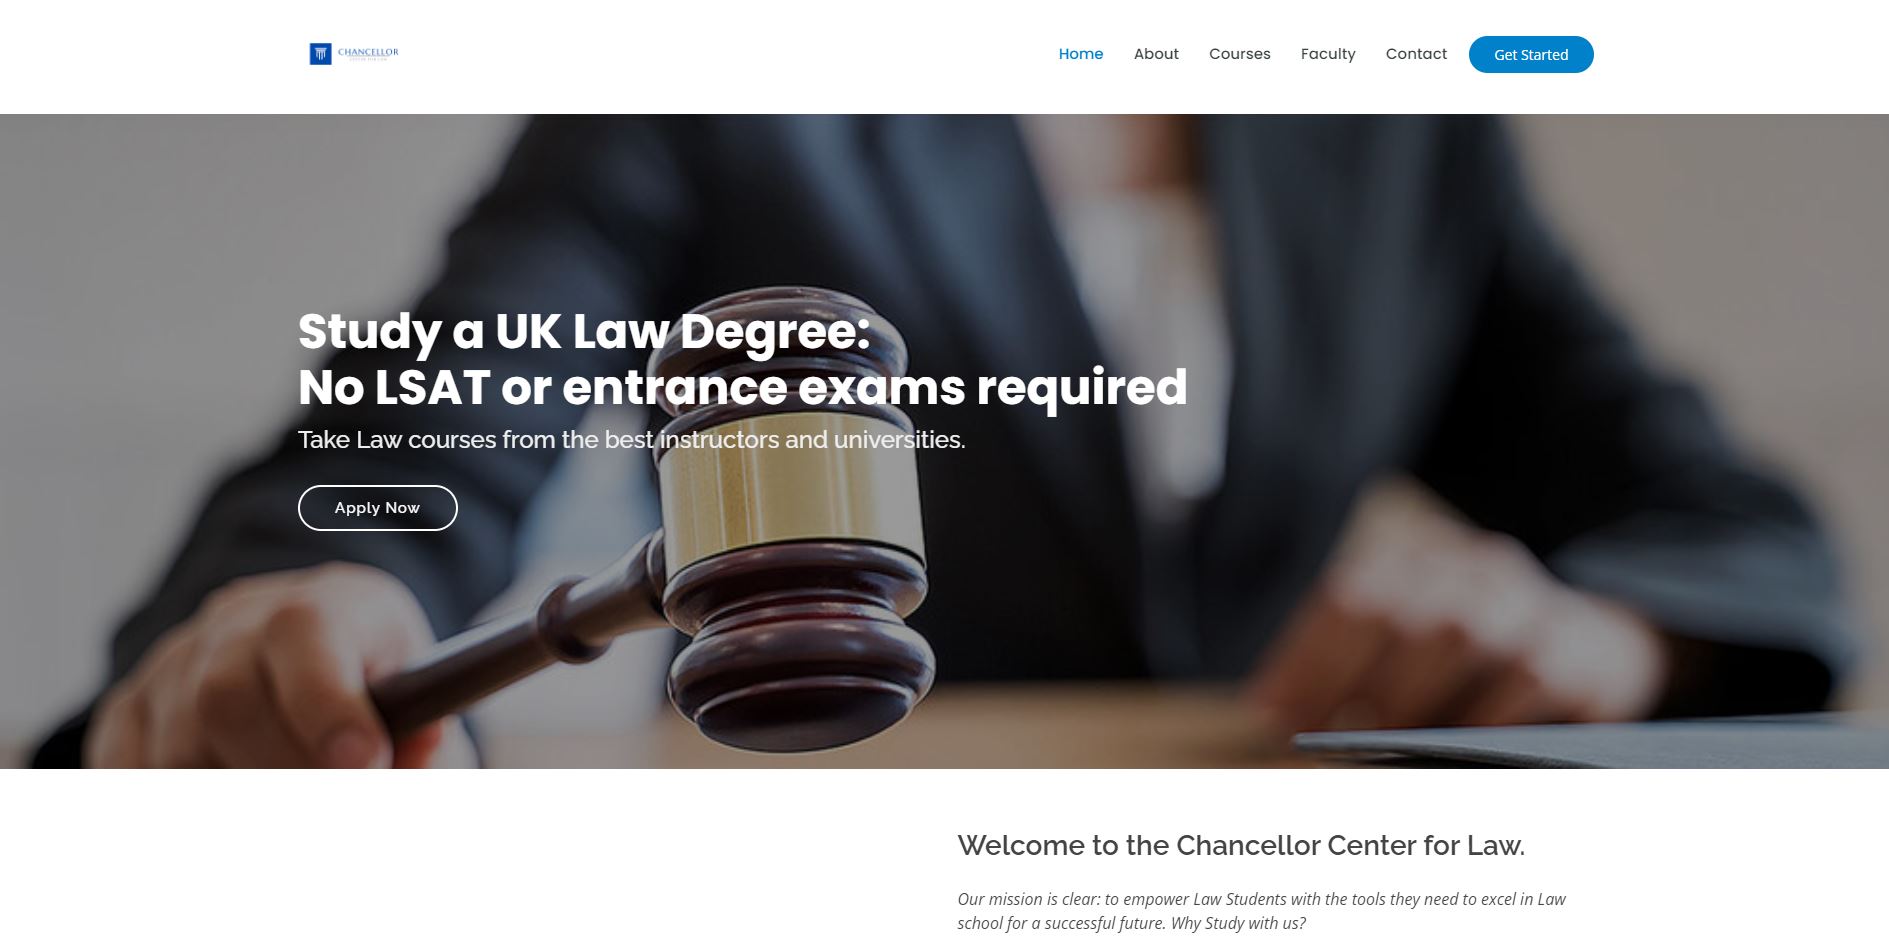 CHANCELLOR
CENTER FOR LAW
Home
About
Courses
Faculty
Contact
Get Started
Study a UK Law Degree:
No LSAT or entrance exams required
Take Law courses from the best instructors and universities.
Apply Now
Welcome to the Chancellor Center for Law.
Our mission is clear: to empower Law Students with the tools they need to excel in Law
school for a successful future. Why Study with us?